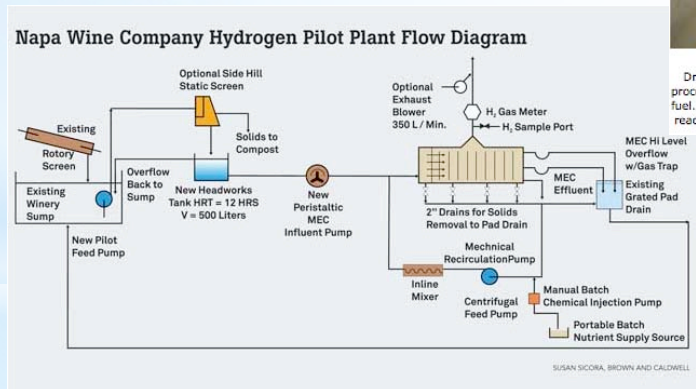 Napa Wine Company Hydrogen Pilot Plant Flow Diagram
Optional Side Hill
Static Screen
Existing
Rotory
Screen
Solids to
Compost
Overflow
Back to
Sump
Existing
Winery
Sump
New Pilot
Feed Pump
New Headworks
Tank HRT = 12 HRS
V = 500 Liters
New
Peristaltic
MEC
Influent Pump
Optional
Exhaust
Blower
350 L / Min.
H₂ Gas Meter
H₂ Sample Port
MEC Hi Level
Overflow
w/Gas Trap
MEC
Effluent
Existing
Grated Pad
Drain
2" Drains for Solids
Removal to Pad Drain
Mechnical
RecirculationPump
Inline
Mixer
Centrifugal
Feed Pump
Manual Batch
Chemical Injection Pump
Portable Batch
Nutrient Supply Source
SUSAN SICORA, BROWN AND CALDWELL
Dr
proc
fuel.
reac